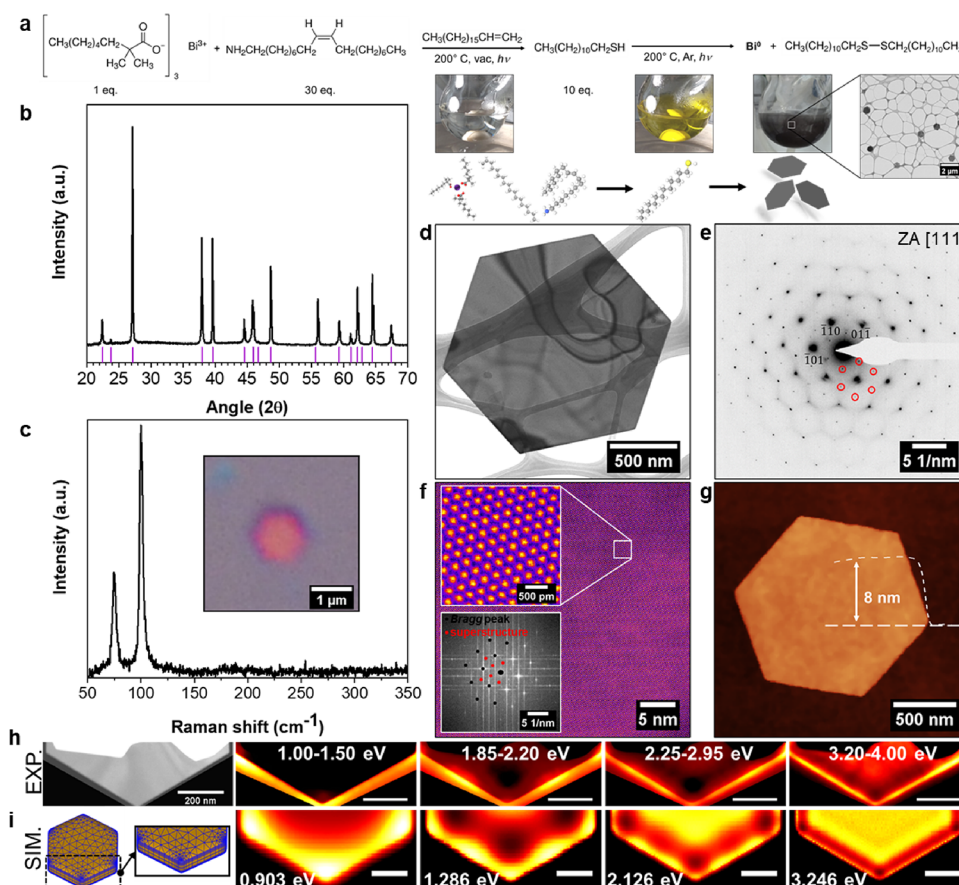 a
CH₃(CH₂)₄
O
O⁻
H₃C
CH₃
3
Bi³⁺ +
H H
NH₂CH₂(CH₂)₆CH₂
CH₂(CH₂)₆CH₃
CH₃(CH₂)₁₅CH=CH₂
200° C, vac, hν
CH₃(CH₂)₁₀CH₂SH
200° C, Ar, hν
Bi⁰ + CH₃(CH₂)₁₀CH₂S—SCH₂(CH₂)₁₀CH₃
1 eq.
30 eq.
10 eq.
2 µm
b
Intensity (a.u.)
20 25 30 35 40 45 50 55 60 65 70
Angle (2θ)
c
Intensity (a.u.)
1 µm
50 100 150 200 250 300 350
Raman shift (cm⁻¹)
d
500 nm
e
ZA [111
1̅10
011̅
1̅01
5 1/nm
f
500 pm
Bragg peak
superstructure
5 1/nm
5 nm
g
8 nm
500 nm
h
EXP.
200 nm
1.00-1.50 eV
1.85-2.20 eV
2.25-2.95 eV
3.20-4.00 eV
i
SIM.
0.903 eV
1.286 eV
2.126 eV
3.246 eV